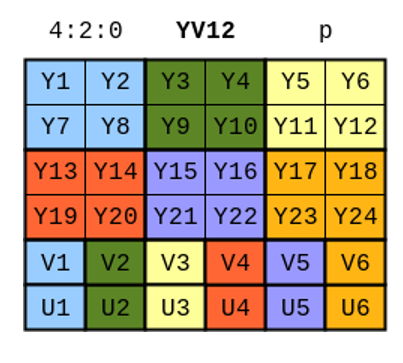 4:2:0 YV12 p
Y1 Y2 Y3 Y4 Y5 Y6
Y7 Y8 Y9 Y10 Y11 Y12
Y13 Y14 Y15 Y16 Y17 Y18
Y19 Y20 Y21 Y22 Y23 Y24
V1 V2 V3 V4 V5 V6
U1 U2 U3 U4 U5 U6